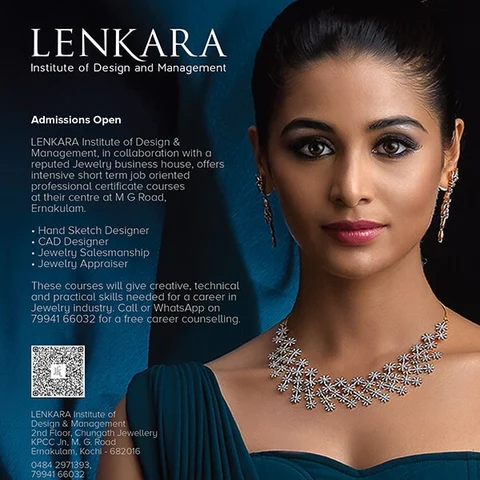 LENKARA
Institute of Design and Management
Admissions Open
LENKARA Institute of Design &
Management, in collaboration with a
reputed Jewelry business house, offers
intensive short term job oriented
professional certificate courses
at their centre at M G Road,
Ernakulam.
• Hand Sketch Designer
• CAD Designer
• Jewelry Salesmanship
• Jewelry Appraiser
These courses will give creative, technical
and practical skills needed for a career in
Jewelry industry. Call or WhatsApp on
79941 66032 for a free career counselling.
LENKARA Institute of
Design & Management
2nd Floor, Chungath Jewellery
KPCC Jn, M. G. Road
Ernakulam, Kochi - 682016
0484 2971393,
79941 66032